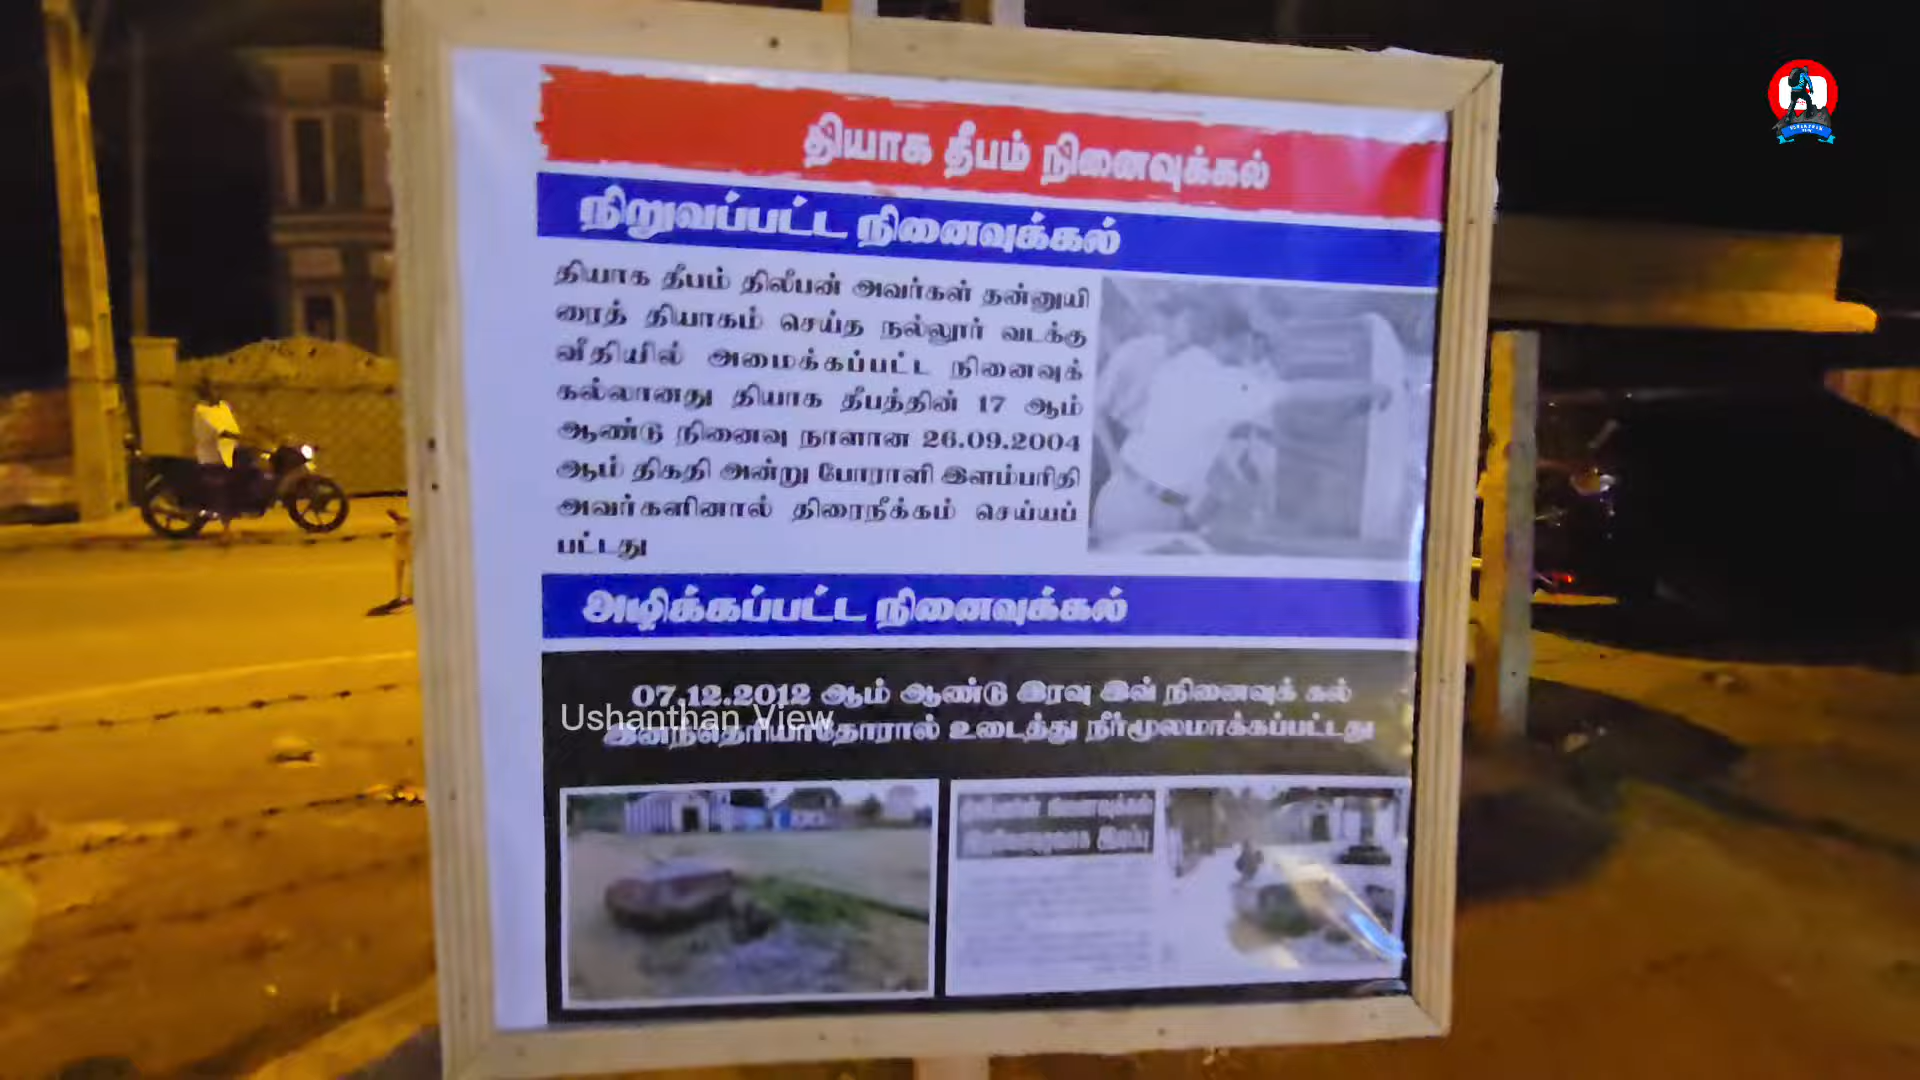 தியாக தீபம் நினைவுக்கல்
நிறுவப்பட்ட நினைவுக்கல்
தியாக தீபம் திலீபன் அவர்கள் தன்னுயி
ரைத் தியாகம் செய்த நல்லூர் வடக்கு
வீதியில் அமைக்கப்பட்ட நினைவுக்
கல்லானது தியாக தீபத்தின் 17 ஆம்
ஆண்டு நினைவு நாளான 26.09.2004
ஆம் திகதி அன்று போராளி இளம்பரிதி
அவர்களினால் திரைநீக்கம் செய்யப்
பட்டது
அழிக்கப்பட்ட நினைவுக்கல்
07.12.2012 ஆம் ஆண்டு இரவு இவ் நினைவுக் கல்
உடைத்து நிர்மூலமாக்கப்பட்டது
Ushanthan View
நினைவுக்கல்